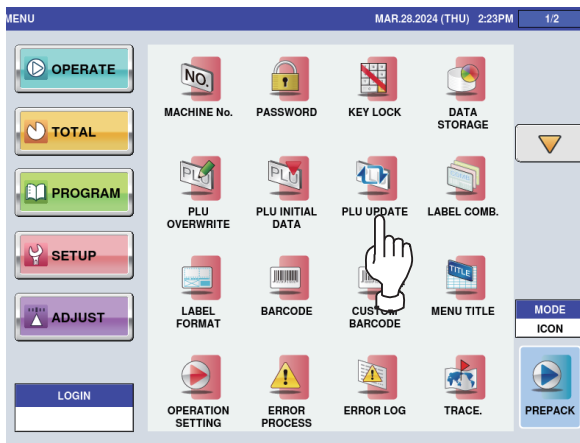 MENU
MAR.28.2024 (THU) 2:23PM
1/2
OPERATE
TOTAL
PROGRAM
SETUP
ADJUST
LOGIN
NO.
MACHINE No.
PASSWORD
KEY LOCK
DATA
STORAGE
PLU
PLU
OVERWRITE
PLU
PLU INITIAL
DATA
PLU UPDATE
LABEL COMB.
LABEL
FORMAT
BARCODE
CUSTOM
BARCODE
TITLE
MENU TITLE
OPERATION
SETTING
ERROR
PROCESS
ERROR LOG
TRACE.
MODE
ICON
PREPACK